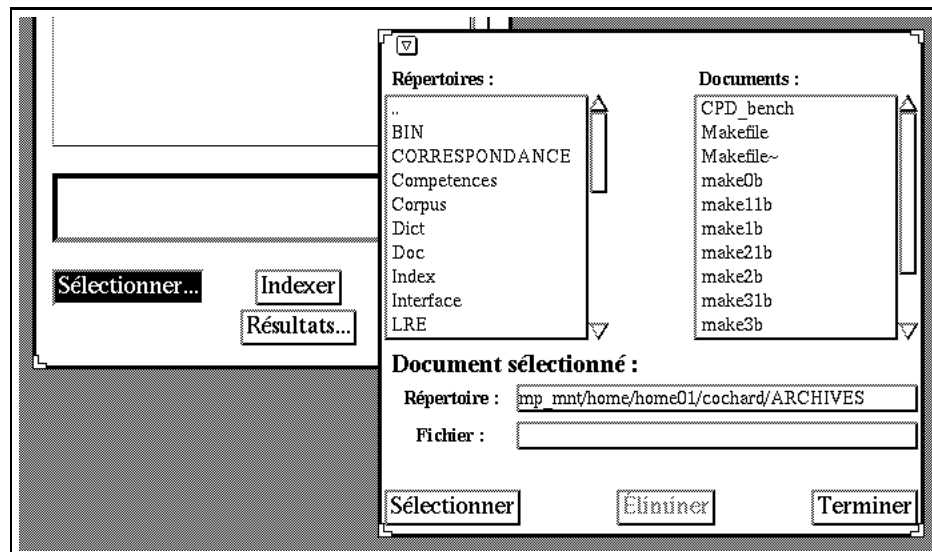 Répertoires :
Documents :
..
BIN
CORRESPONDANCE
Competences
Corpus
Dict
Doc
Index
Interface
LRE
CPD_bench
Makefile
Makefile~
make0b
make11b
make1b
make21b
make2b
make31b
make3b
Sélectionner...
Indexer
Résultats...
Document sélectionné :
Répertoire :
mp_mnt/home/home01/cochard/ARCHIVES
Fichier :
Sélectionner
Éliminer
Terminer